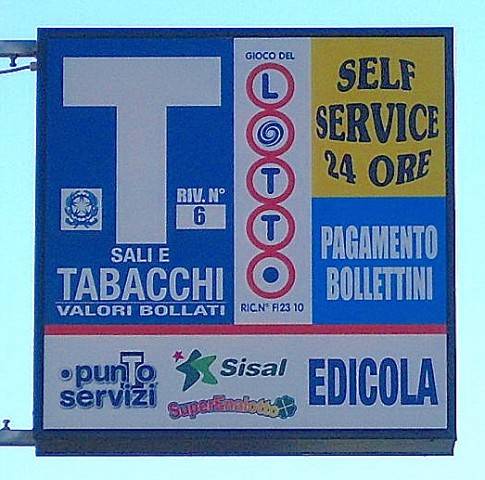 T
RIV. N°
6
SALI E
TABACCHI
VALORI BOLLATI
GIOCO DEL
LOTTO
RIC.N° FI23 10
SELF
SERVICE
24 ORE
PAGAMENTO
BOLLETTINI
punto
servizi
Sisal
SuperEnalotto
EDICOLA